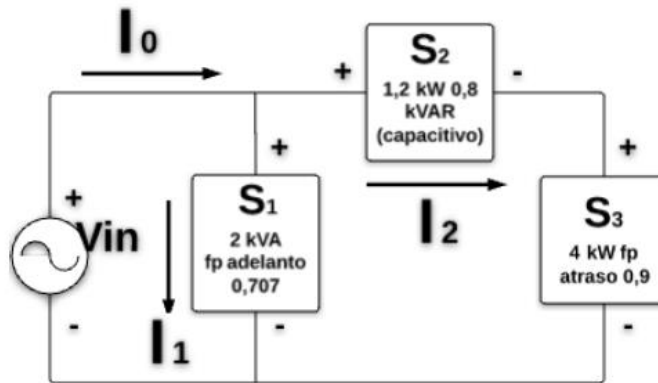 I0
S2
+ 1,2 kW 0,8 -
kVAR
(capacitivo)
+ +
+ S1 S3
Vin 2 kVA I2 4 kW fp
fp adelanto atraso 0,9
0,707
- I1 - -